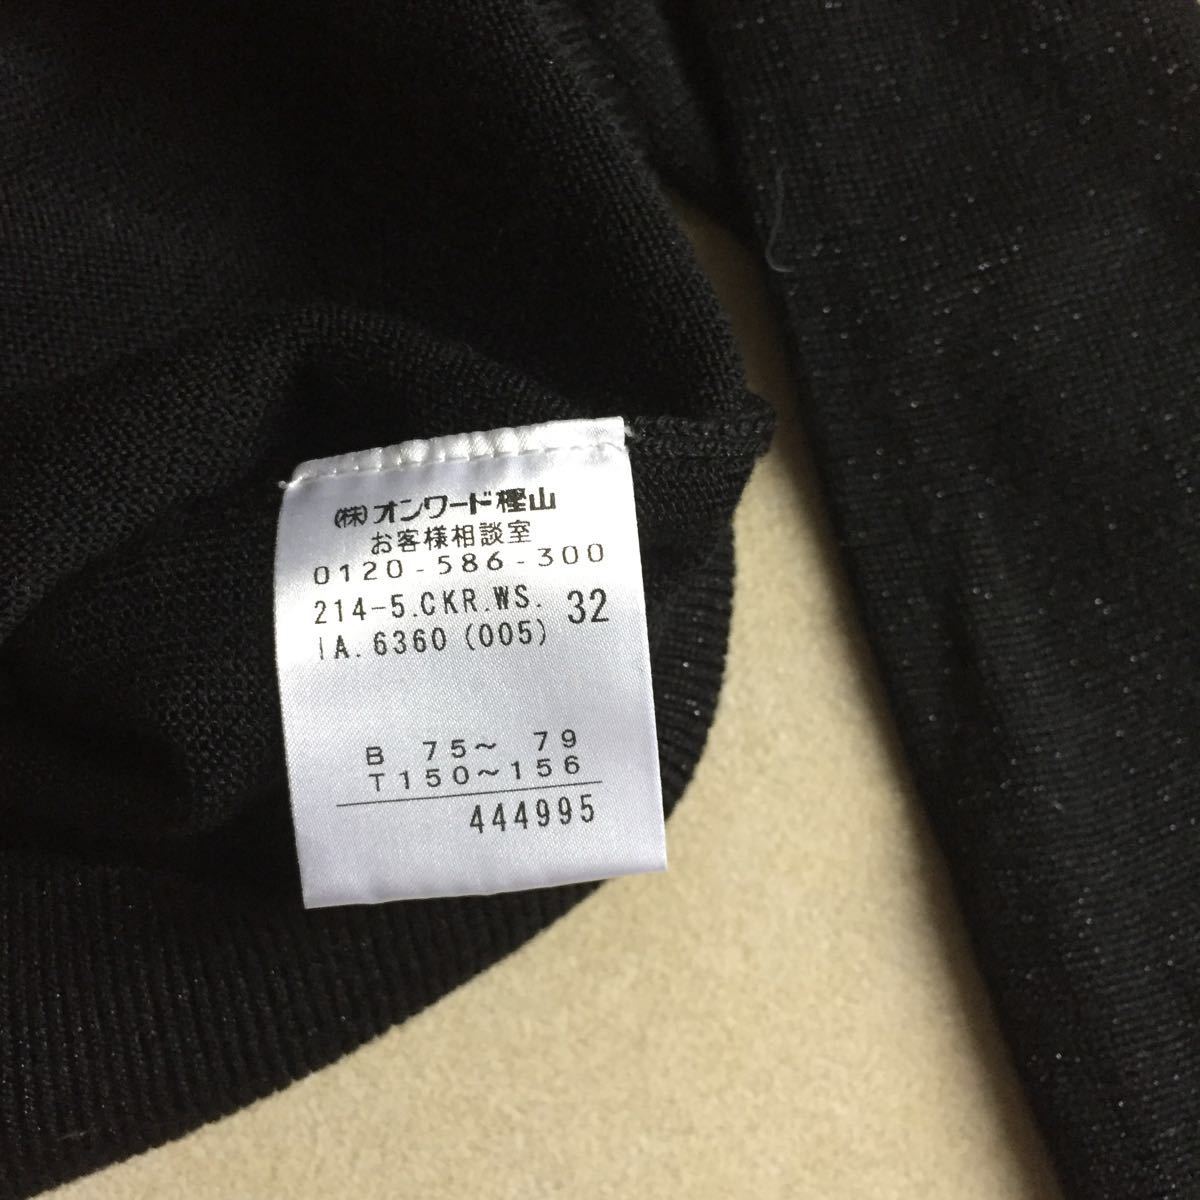 (株)オンワード樫山
お客様相談室
0120-586-300
214-5.CKR.WS. 32
IA.6360(005)
B 75～ 79
T150～156
444995